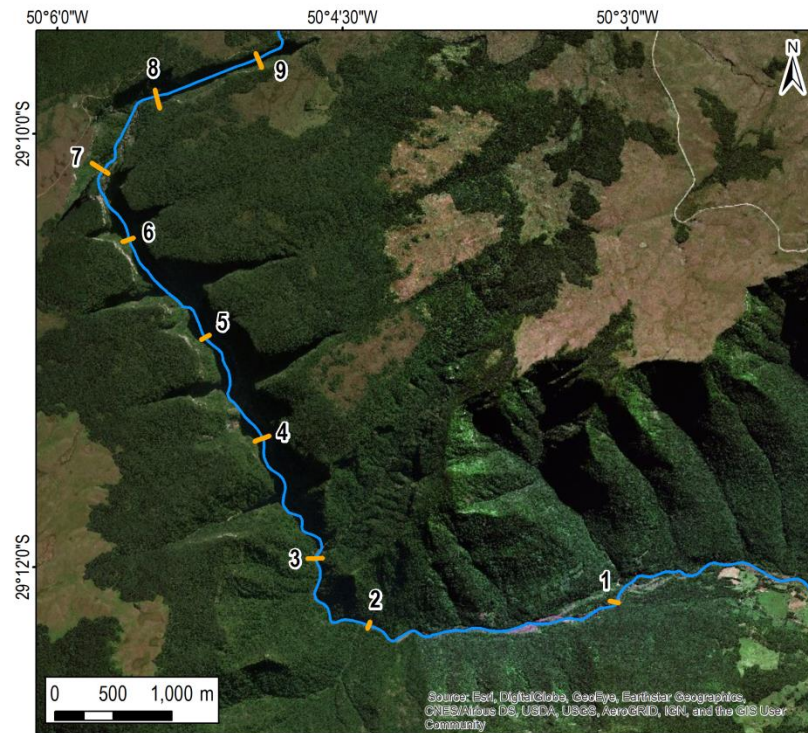 50°6'0"W 50°4'30"W 50°3'0"W
N
8 9
29°10'0"S
7
6
5
4
3
29°12'0"S
1
2
0 500 1,000 m
Source: Esri, DigitalGlobe, GeoEye, Earthstar Geographics,
CNES/Airbus DS, USDA, USGS, AeroGRID, IGN, and the GIS User
Community